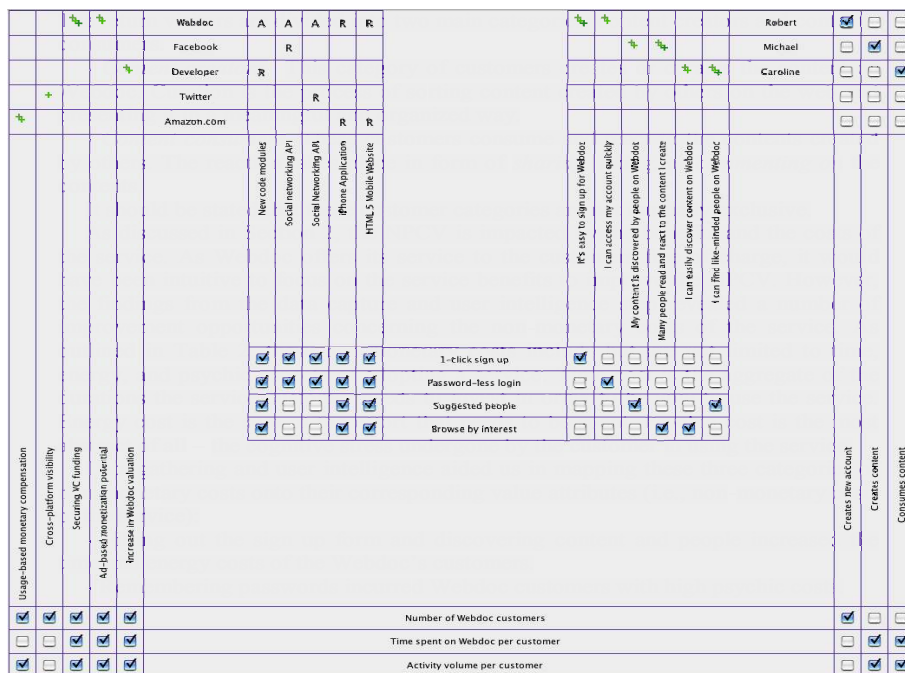 Webdoc A A A R R Robert
Facebook R Michael
Developer R Caroline
Twitter R
Amazon.com R R
New code modules
Social networking API
Social Networking API
iPhone Application
HTML 5 Mobile Website
It's easy to sign up for Webdoc
I can access my account quickly
My content is discovered by people on Webdoc
Many people read and react to the content I create
I can easily discover content on Webdoc
I can find like-minded people on Webdoc
1-click sign up
Password-less login
Suggested people
Browse by interest
Usage-based monetary compensation
Cross-platform visibility
Securing VC funding
Ad-based monetization potential
Increase in Webdoc valuation
Creates new account
Creates content
Consumes content
Number of Webdoc customers
Time spent on Webdoc per customer
Activity volume per customer